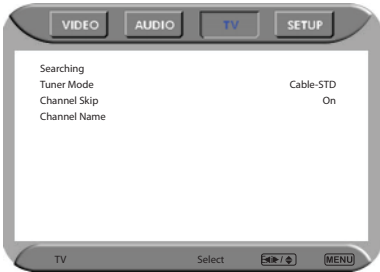 VIDEO AUDIO TV SETUP
Searching
Tuner Mode Cable-STD
Channel Skip On
Channel Name
TV Select MENU